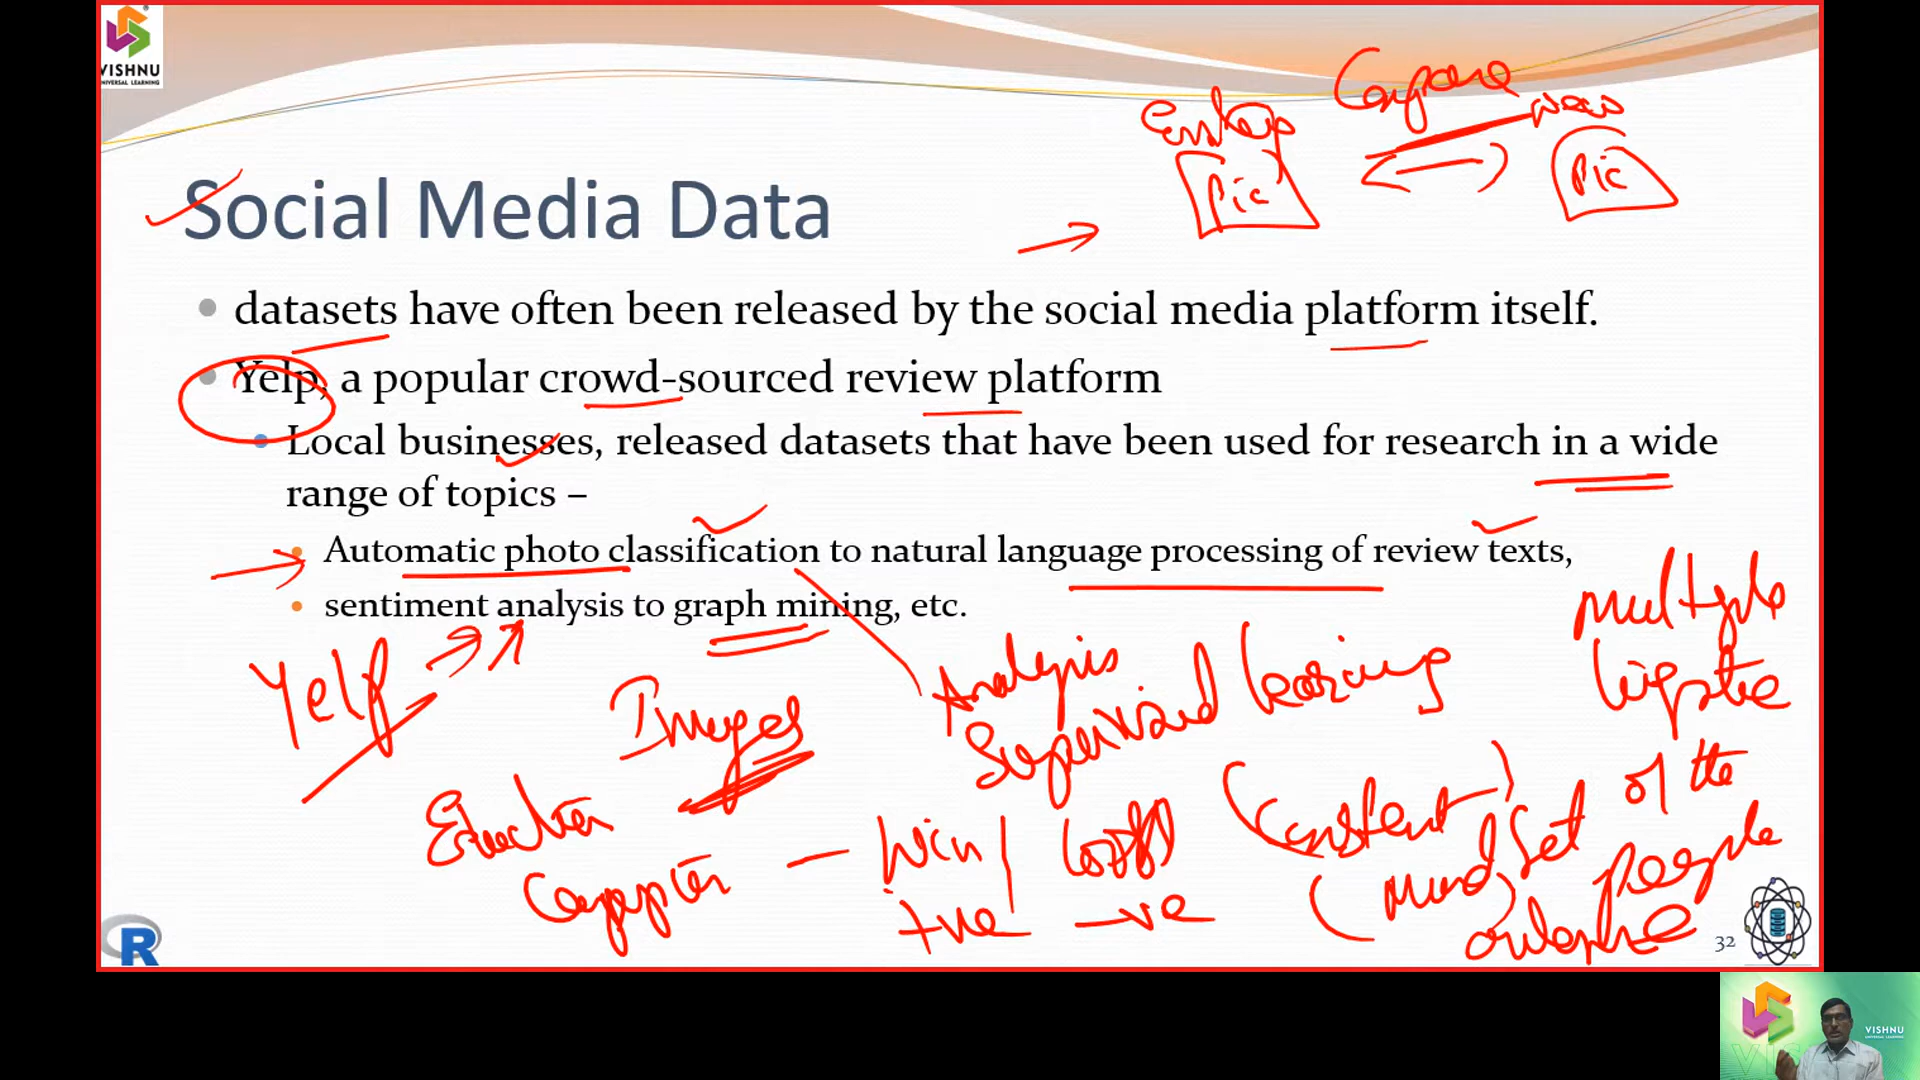 VISHNU
UNIVERSAL LEARNING
Compare
Pic
Pic
Social Media Data
datasets have often been released by the social media platform itself.
Yelp, a popular crowd-sourced review platform
Local businesses, released datasets that have been used for research in a wide
range of topics –
Automatic photo classification to natural language processing of review texts,
sentiment analysis to graph mining, etc.
Yelp
Images
Analysis
Supervised learning
multiple
of the
Win
+ve
-ve
people
R
32
VISHNU